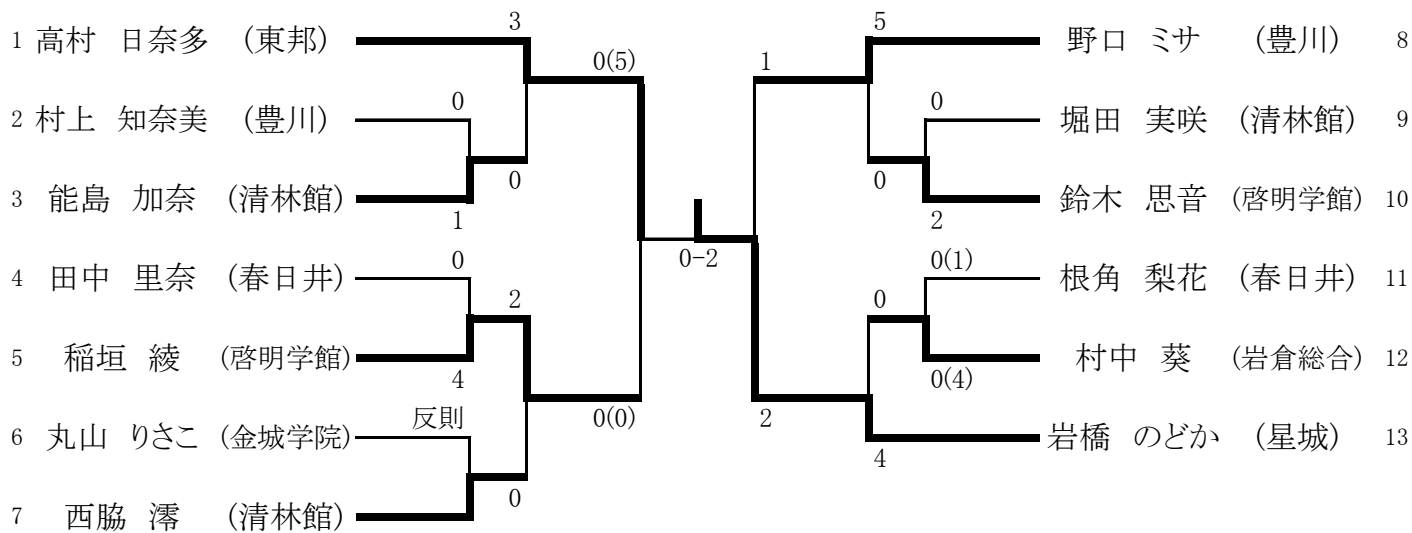 3
5
1 高村 日奈多 (東邦)
野口 ミサ (豊川) 8
0(5)
1
0
0
2 村上 知奈美 (豊川)
堀田 実咲 (清林館) 9
0
0
3 能島 加奈 (清林館)
鈴木 思音 (啓明学館) 10
1
2
0
0-2
0(1)
4 田中 里奈 (春日井)
根角 梨花 (春日井) 11
2
0
5 稲垣 綾 (啓明学館)
村中 葵 (岩倉総合) 12
4
0(4)
反則
0(0)
2
6 丸山 りさこ (金城学院)
岩橋 のどか (星城) 13
4
0
7 西脇 澪 (清林館)